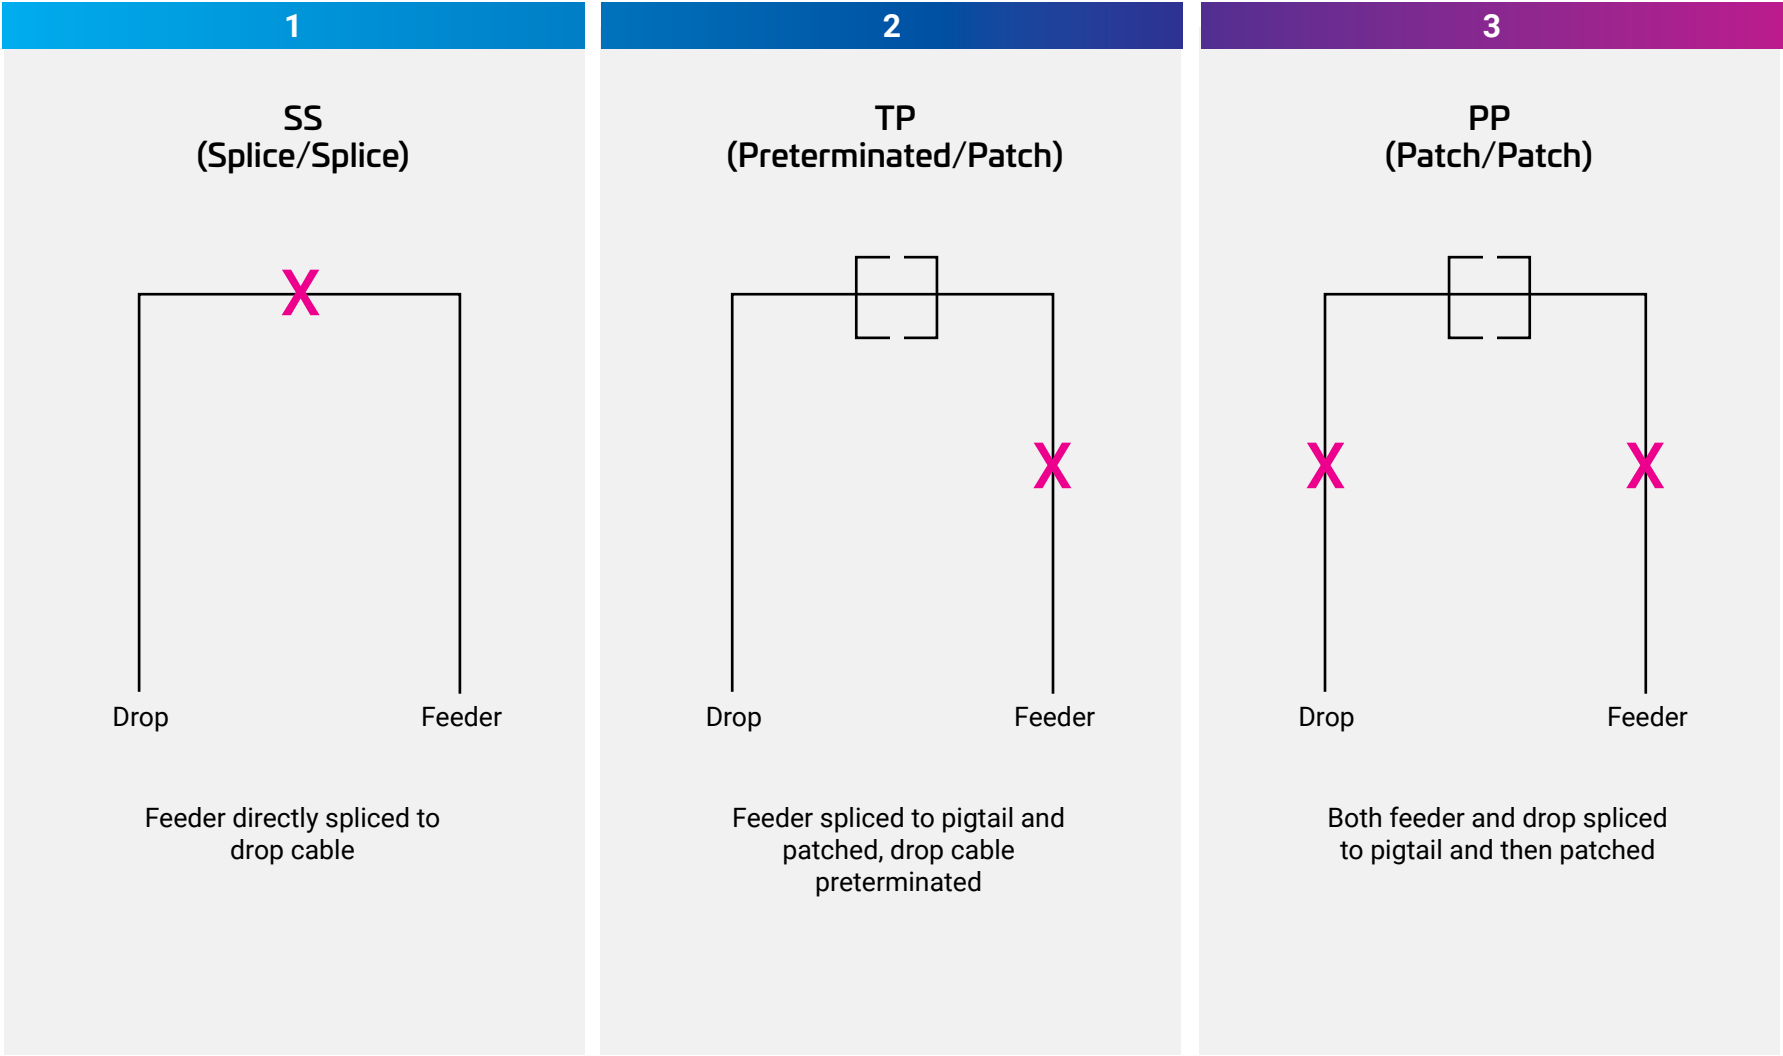 1
SS
(Splice/Splice)
X
Drop
Feeder
Feeder directly spliced to
drop cable
2
TP
(Preterminated/Patch)
X
Drop
Feeder
Feeder spliced to pigtail and
patched, drop cable
preterminated
3
PP
(Patch/Patch)
X
X
Drop
Feeder
Both feeder and drop spliced
to pigtail and then patched